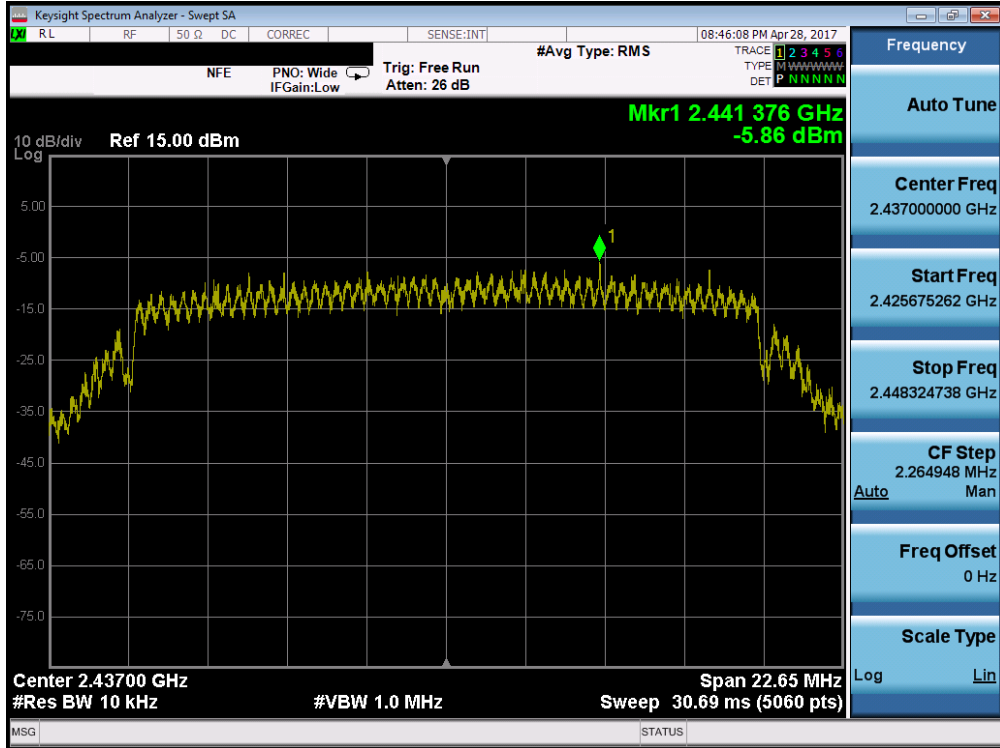 Keysight Spectrum Analyzer - Swept SA
LXI RL RF 50 Ω DC CORREC SENSE:INT 08:46:08 PM Apr 28, 2017
#Avg Type: RMS TRACE 1 2 3 4 5 6
NFE PNO: Wide Trig: Free Run TYPE M WWWWW
IFGain:Low Atten: 26 dB DET P N N N N N
Mkr1 2.441 376 GHz
-5.86 dBm
10 dB/div Ref 15.00 dBm
Log
1
5.00
-5.00
-15.0
-25.0
-35.0
-45.0
-55.0
-65.0
-75.0
Center 2.43700 GHz Span 22.65 MHz
#Res BW 10 kHz #VBW 1.0 MHz Sweep 30.69 ms (5060 pts)
MSG STATUS
Frequency
Auto Tune
Center Freq
2.437000000 GHz
Start Freq
2.425675262 GHz
Stop Freq
2.448324738 GHz
CF Step
2.264948 MHz
Auto Man
Freq Offset
0 Hz
Scale Type
Log Lin